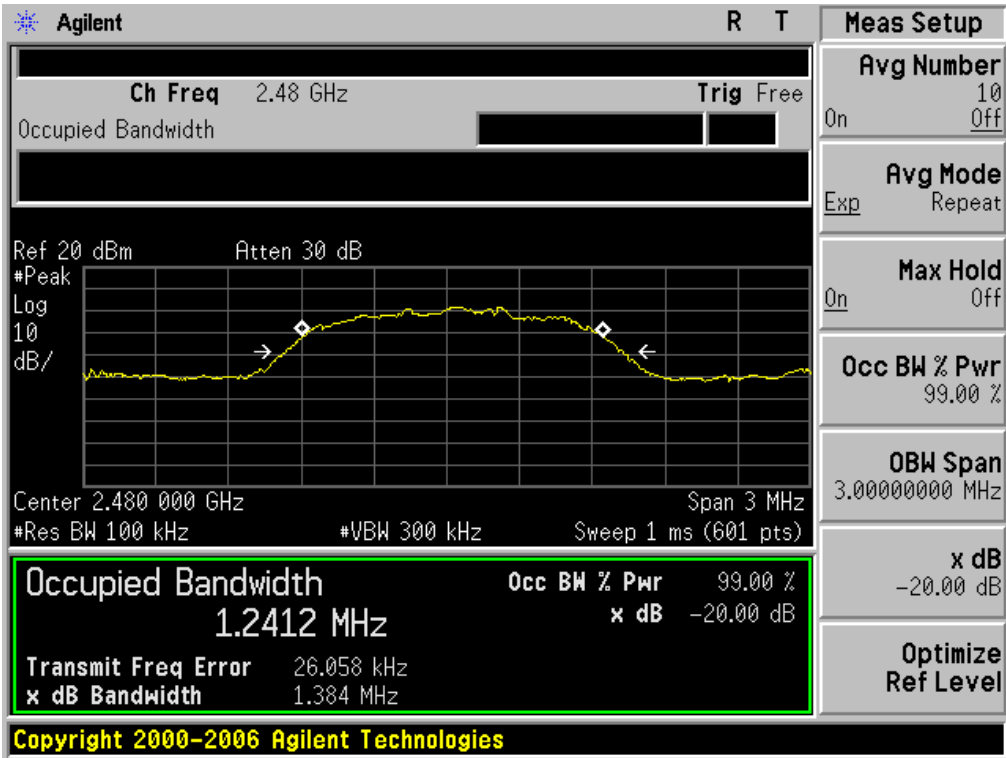 Agilent R T
Ch Freq 2.48 GHz Trig Free
Occupied Bandwidth
Ref 20 dBm Atten 30 dB
#Peak
Log
10
dB/
Center 2.480 000 GHz Span 3 MHz
#Res BW 100 kHz #VBW 300 kHz Sweep 1 ms (601 pts)
Occupied Bandwidth
1.2412 MHz
Occ BW % Pwr 99.00 %
x dB -20.00 dB
Transmit Freq Error 26.058 kHz
x dB Bandwidth 1.384 MHz
Copyright 2000-2006 Agilent Technologies
Meas Setup
Avg Number
10
On Off
Avg Mode
Exp Repeat
Max Hold
On Off
Occ BW % Pwr
99.00 %
OBW Span
3.00000000 MHz
x dB
-20.00 dB
Optimize
Ref Level